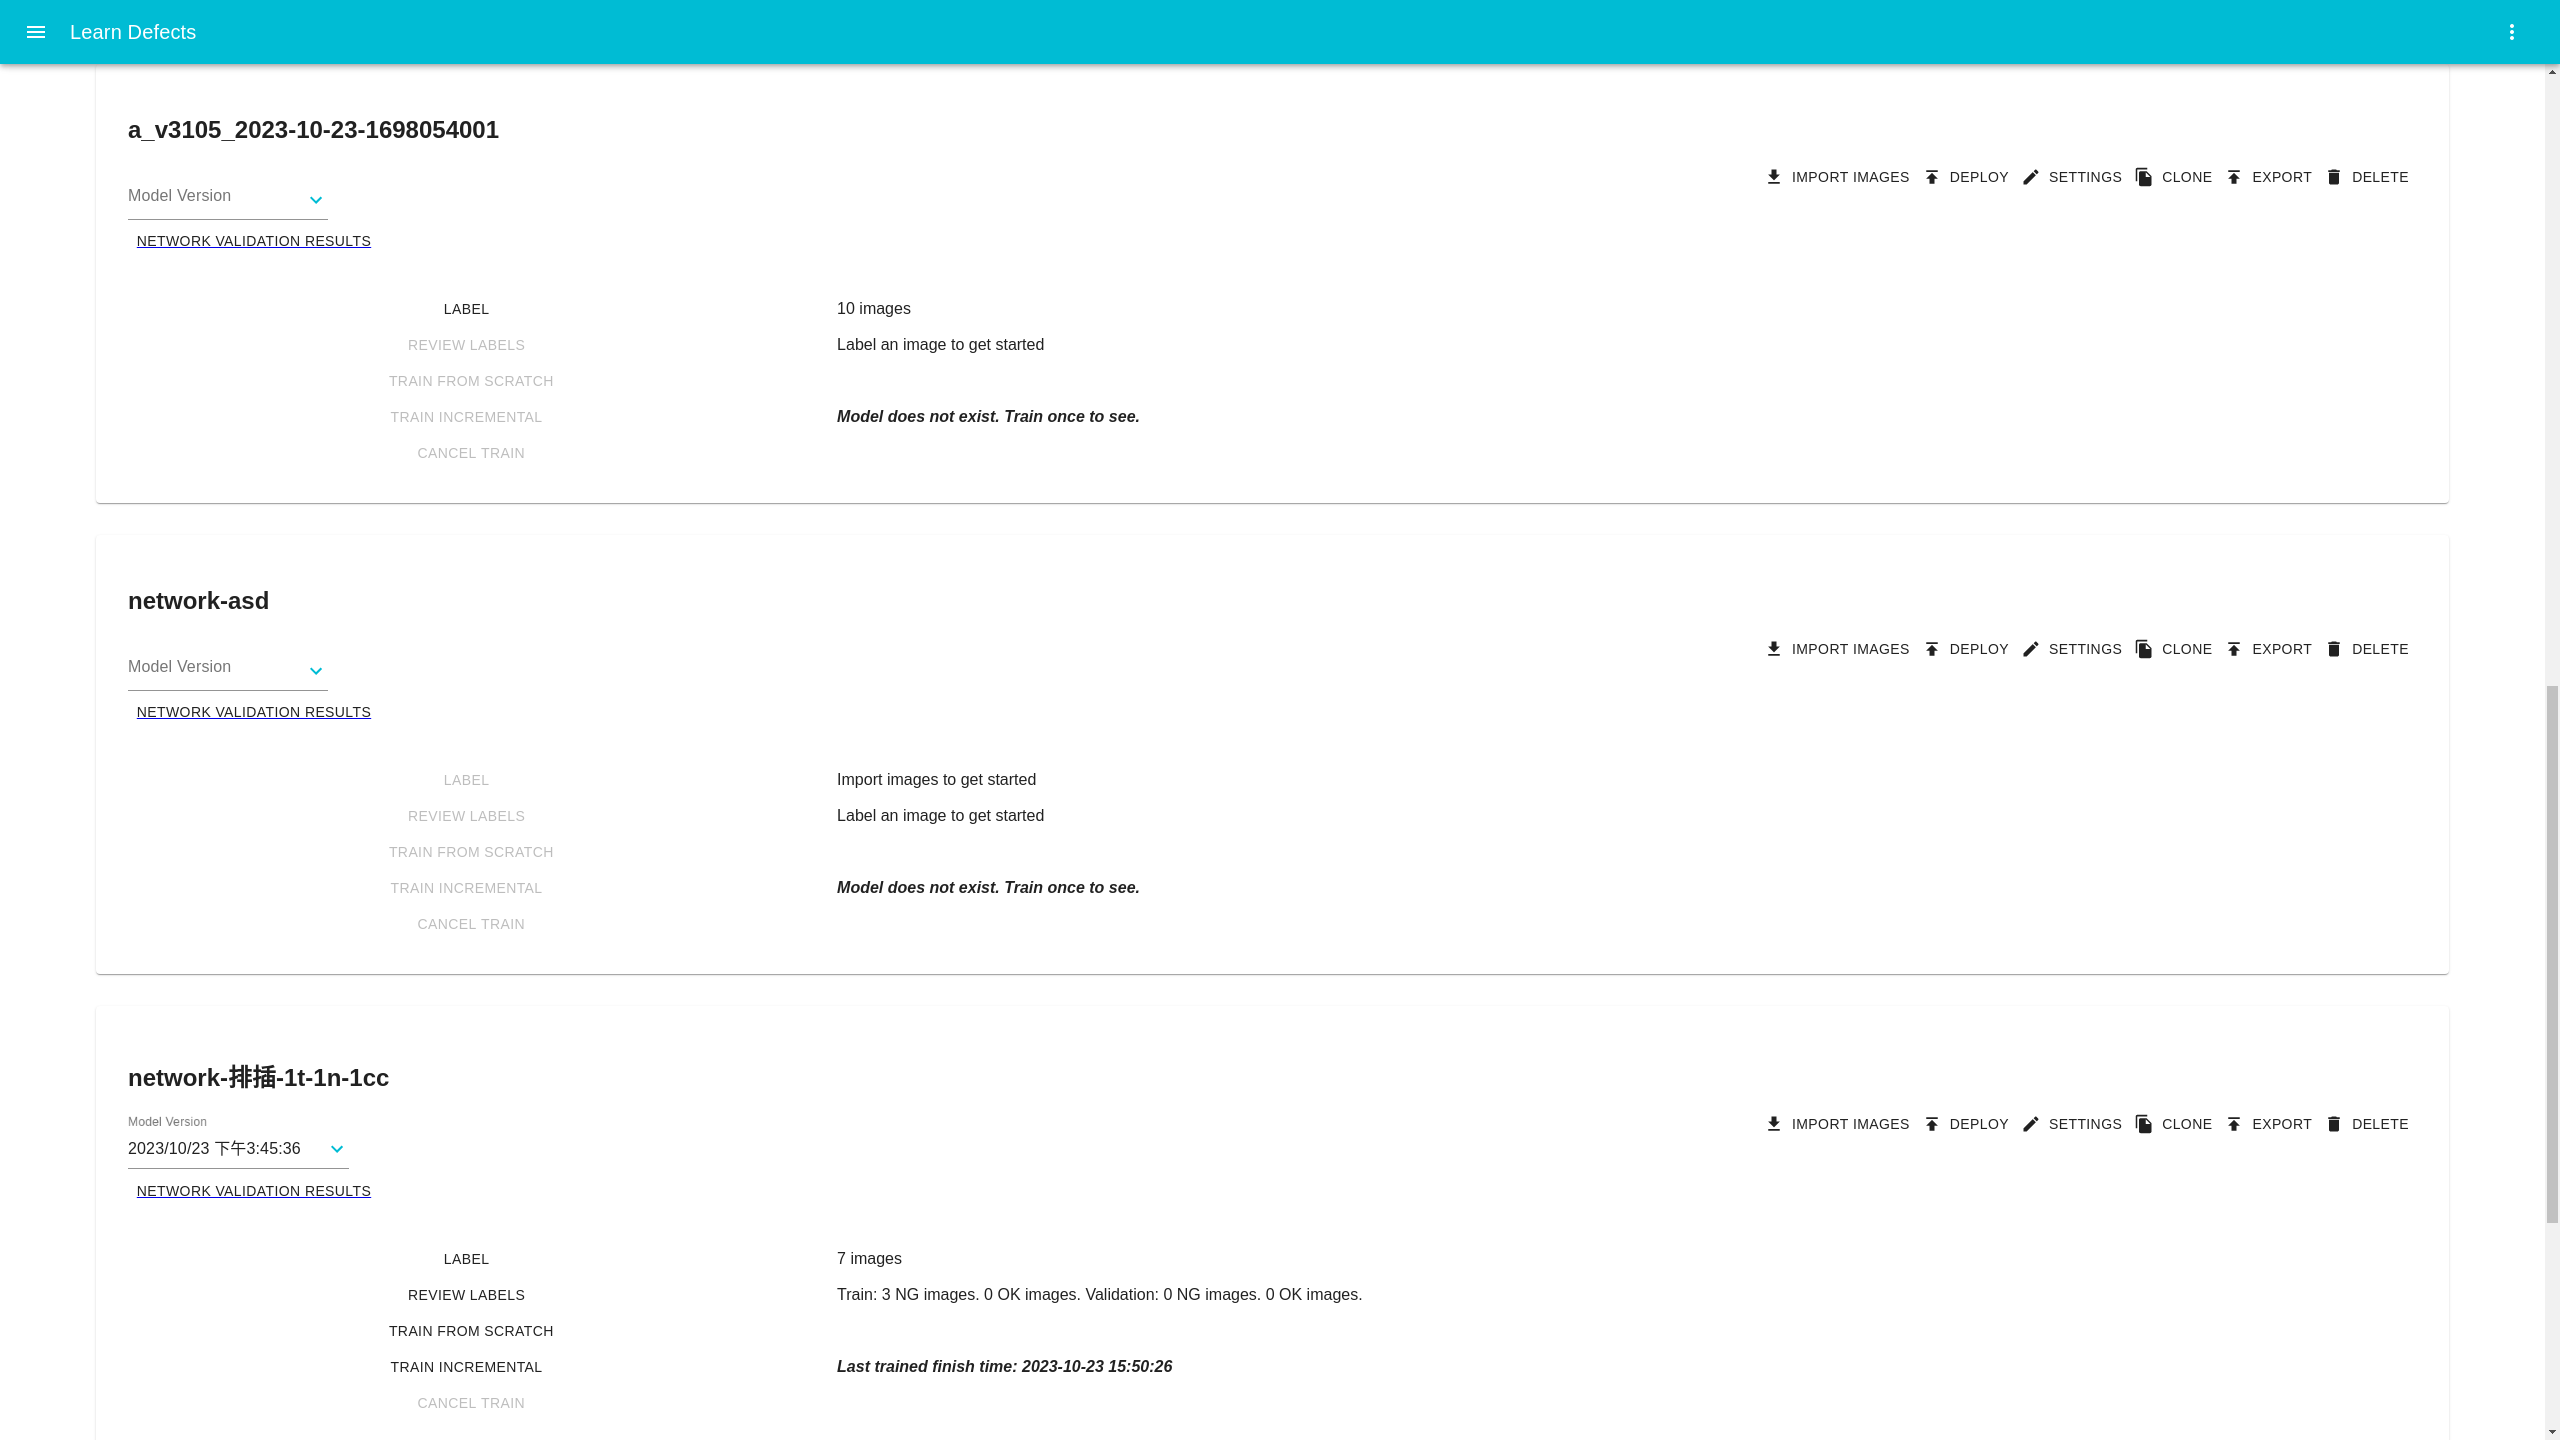 Learn Defects
a_v3105_2023-10-23-1698054001
IMPORT IMAGES DEPLOY SETTINGS CLONE EXPORT DELETE
Model Version
NETWORK VALIDATION RESULTS
LABEL 10 images
REVIEW LABELS Label an image to get started
TRAIN FROM SCRATCH
TRAIN INCREMENTAL Model does not exist. Train once to see.
CANCEL TRAIN
network-asd
IMPORT IMAGES DEPLOY SETTINGS CLONE EXPORT DELETE
Model Version
NETWORK VALIDATION RESULTS
LABEL Import images to get started
REVIEW LABELS Label an image to get started
TRAIN FROM SCRATCH
TRAIN INCREMENTAL Model does not exist. Train once to see.
CANCEL TRAIN
network-排插-1t-1n-1cc
Model Version
IMPORT IMAGES DEPLOY SETTINGS CLONE EXPORT DELETE
2023/10/23 下午3:45:36
NETWORK VALIDATION RESULTS
LABEL 7 images
REVIEW LABELS Train: 3 NG images. 0 OK images. Validation: 0 NG images. 0 OK images.
TRAIN FROM SCRATCH
TRAIN INCREMENTAL Last trained finish time: 2023-10-23 15:50:26
CANCEL TRAIN